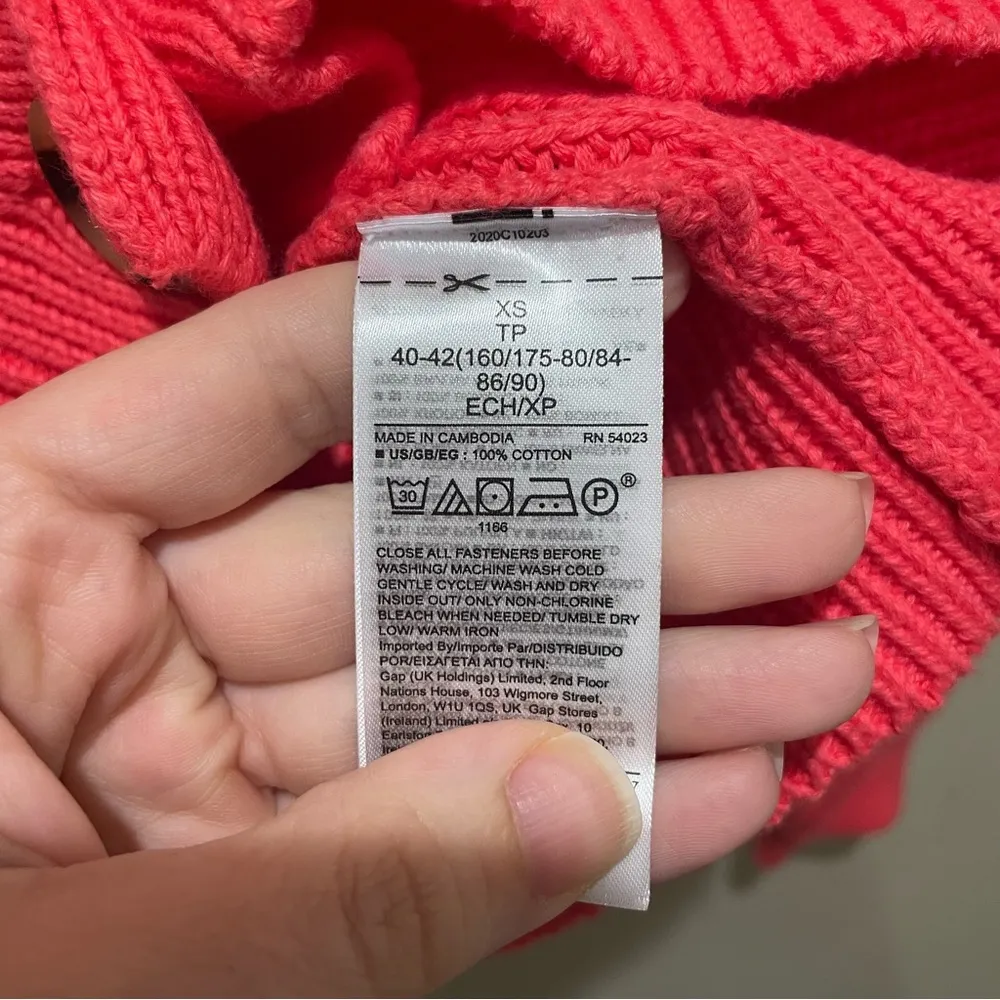 2020C10203
XS
TP
40-42(160/175-80/84-
86/90)
ECH/XP
MADE IN CAMBODIA RN 54023
■ US/GB/EG : 100% COTTON
30 P®
1166
CLOSE ALL FASTENERS BEFORE
WASHING/ MACHINE WASH COLD
GENTLE CYCLE/ WASH AND DRY
INSIDE OUT/ ONLY NON-CHLORINE
BLEACH WHEN NEEDED/ TUMBLE DRY
LOW/ WARM IRON
Imported By/Importe Par/DISTRIBUIDO
POR/ΕΙΣΑΓΕΤΑΙ ΑΠΟ ΤΗΝ:
Gap (UK Holdings) Limited, 2nd Floor
Nations House, 103 Wigmore Street,
London, W1U 1QS, UK Gap Stores
(Ireland) Limited 10
Earlsfort